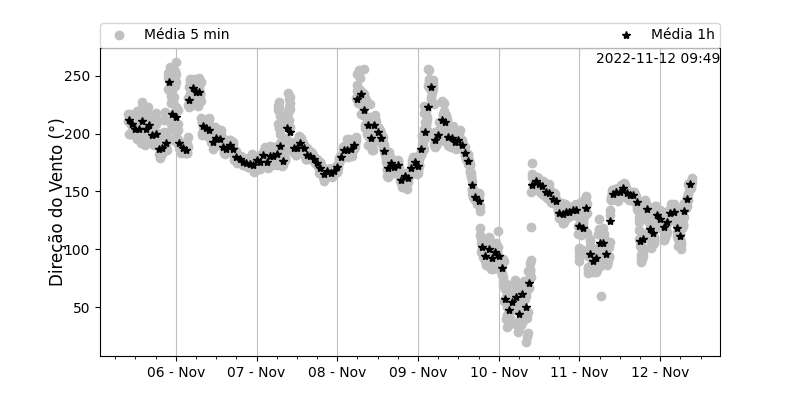 Média 5 min Média 1h
2022-11-12 09:49
Direção do Vento (°)
250
200
150
100
50
06 - Nov 07 - Nov 08 - Nov 09 - Nov 10 - Nov 11 - Nov 12 - Nov